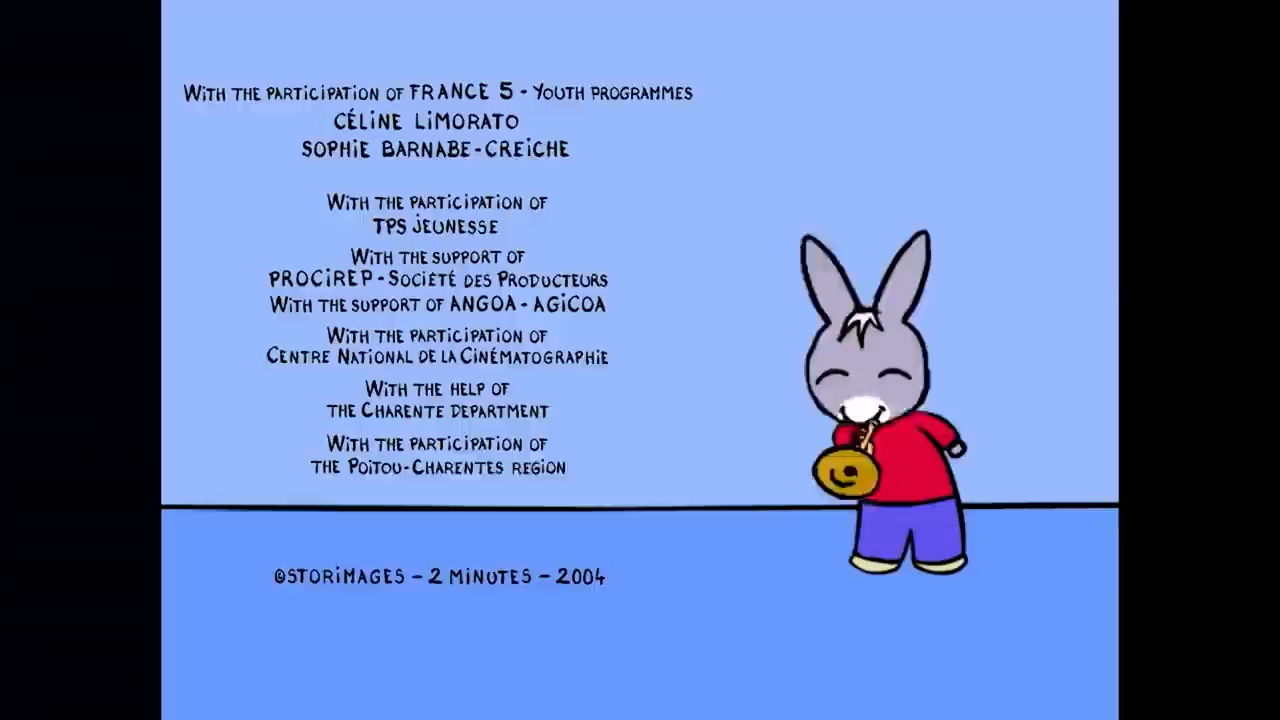 WiTH THE PARTiCiPATiON OF FRANCE 5 - YOUTH PROGRAMMES
CÉLiNE LiMORATO
SOPHiE BARNABE-CREiCHE
WiTH THE PARTiCiPATiON OF
TPS JEUNESSE
WiTH THE SUPPORT OF
PROCiREP - SOCiÉTÉ DES PRODUCTEURS
WiTH THE SUPPORT OF ANGOA - AGiCOA
WiTH THE PARTiCiPATiON OF
CENTRE NATiONAL DE LA CiNÉMATOGRAPHiE
WiTH THE HELP OF
THE CHARENTE DEPARTMENT
WiTH THE PARTiCiPATiON OF
THE POiTOU-CHARENTES REGiON
©STORiMAGES - 2 MiNUTES - 2004